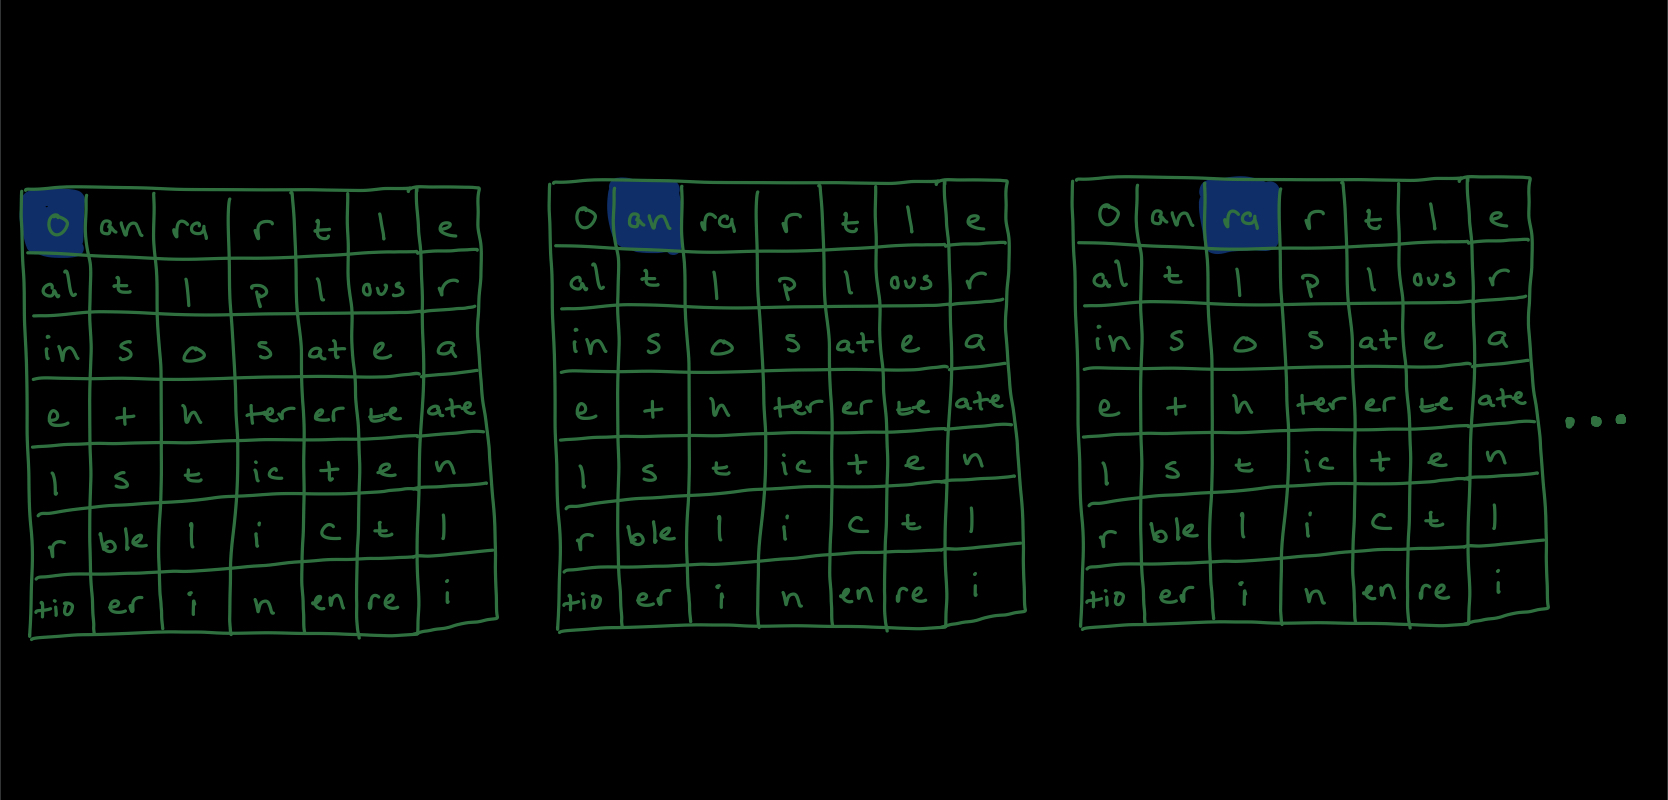 o an ra r t l e
al t l p l ous r
in s o s at e a
e t h ter er te ate
l s t ic t e n
r ble l i c t l
tio er i n en re i
o an ra r t l e
al t l p l ous r
in s o s at e a
e t h ter er te ate
l s t ic t e n
r ble l i c t l
tio er i n en re i
o an ra r t l e
al t l p l ous r
in s o s at e a
e t h ter er te ate
l s t ic t e n
r ble l i c t l
tio er i n en re i
...